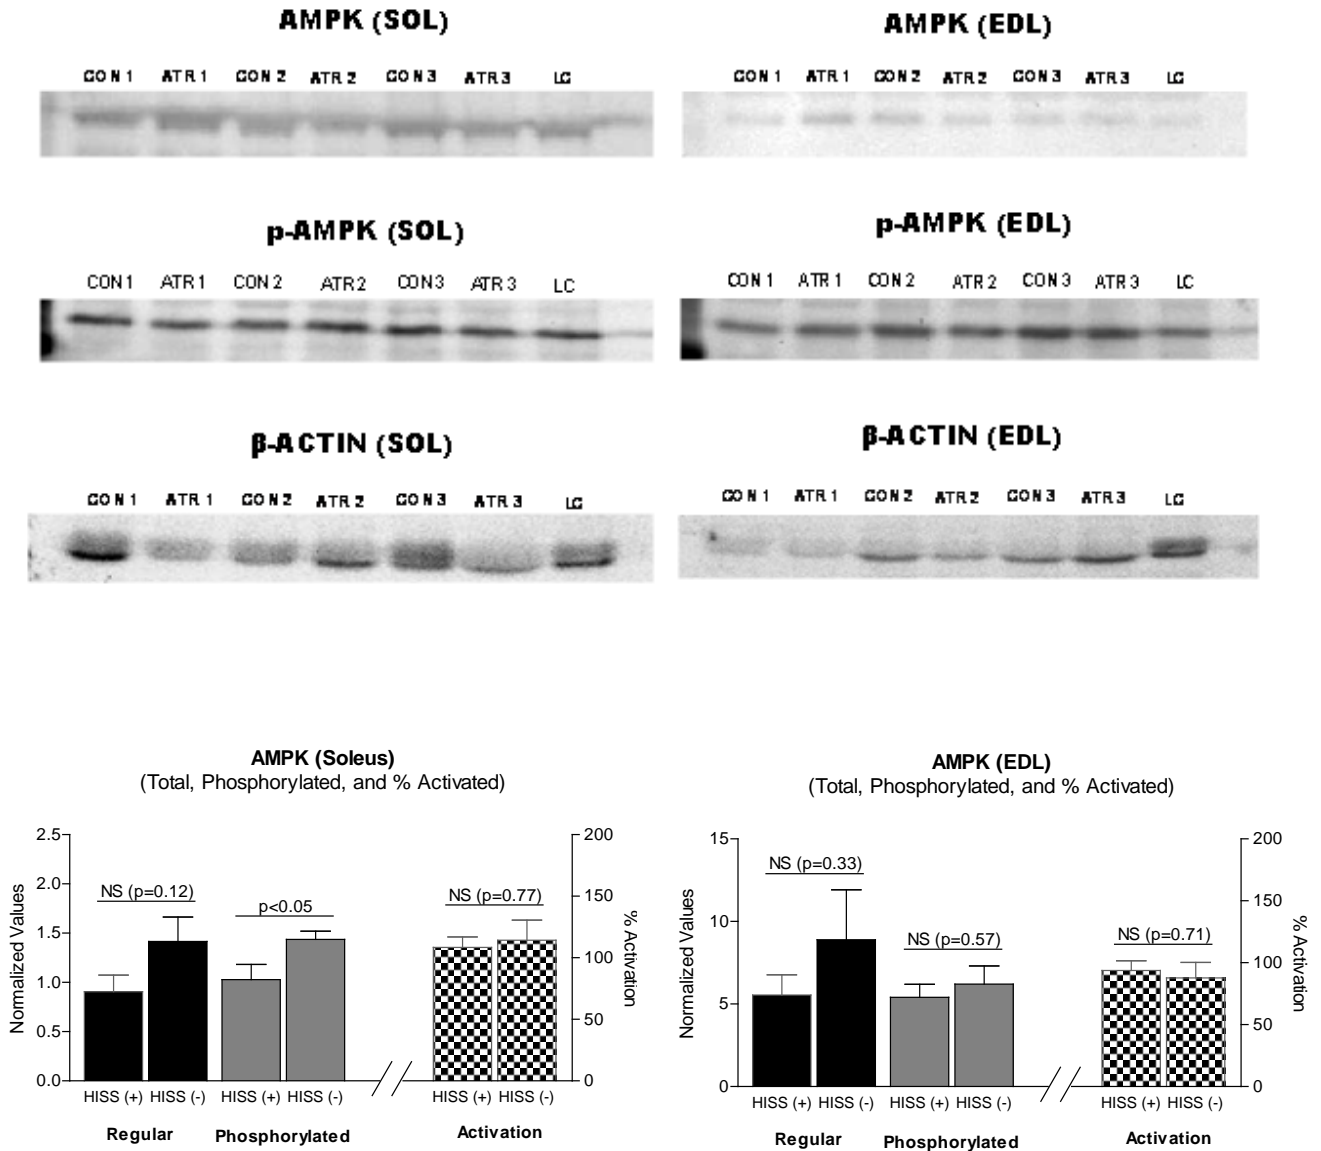 AMPK (SOL)
CON 1 ATR 1 CON 2 ATR 2 CON 3 ATR 3 LC
AMPK (EDL)
CON 1 ATR 1 CON 2 ATR 2 CON 3 ATR 3 LC
p-AMPK (SOL)
CON 1 ATR 1 CON 2 ATR 2 CON 3 ATR 3 LC
p-AMPK (EDL)
CON 1 ATR 1 CON 2 ATR 2 CON 3 ATR 3 LC
β-ACTIN (SOL)
CON 1 ATR 1 CON 2 ATR 2 CON 3 ATR 3 LC
β-ACTIN (EDL)
CON 1 ATR 1 CON 2 ATR 2 CON 3 ATR 3 LC
AMPK (Soleus)
(Total, Phosphorylated, and % Activated)
Normalized Values
2.5
2.0
1.5
1.0
0.5
0.0
NS (p=0.12)
p<0.05
NS (p=0.77)
200
150
100
50
0
% Activation
HISS (+) HISS (-) HISS (+) HISS (-) HISS (+) HISS (-)
Regular Phosphorylated Activation
AMPK (EDL)
(Total, Phosphorylated, and % Activated)
Normalized Values
15
10
5
0
NS (p=0.33)
NS (p=0.57)
NS (p=0.71)
200
150
100
50
0
% Activation
HISS (+) HISS (-) HISS (+) HISS (-) HISS (+) HISS (-)
Regular Phosphorylated Activation